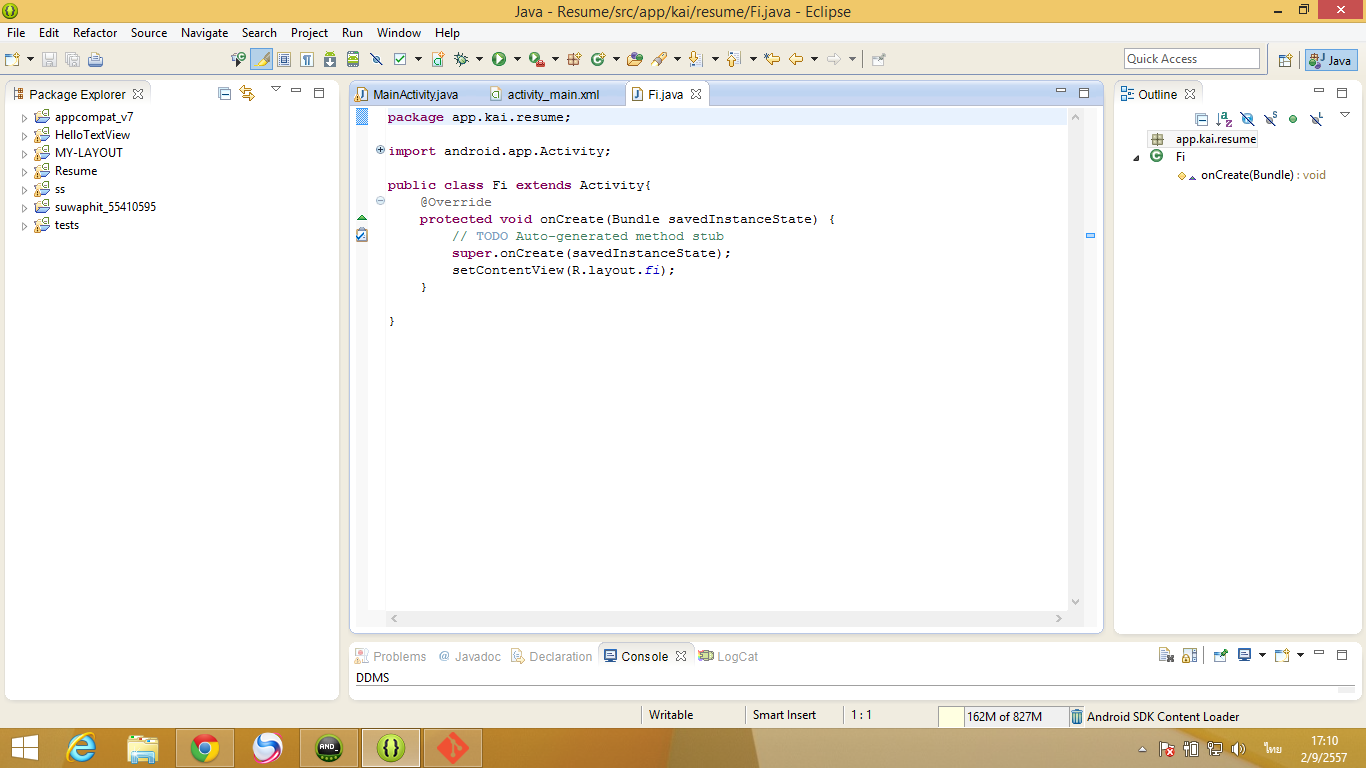 Java - Resume/src/app/kai/resume/Fi.java - Eclipse
File Edit Refactor Source Navigate Search Project Run Window Help
Quick Access
Java
Package Explorer
appcompat_v7
HelloTextView
MY-LAYOUT
Resume
ss
suwaphit_55410595
tests
MainActivity.java activity_main.xml Fi.java
package app.kai.resume;
import android.app.Activity;
public class Fi extends Activity{
@Override
protected void onCreate(Bundle savedInstanceState) {
// TODO Auto-generated method stub
super.onCreate(savedInstanceState);
setContentView(R.layout.fi);
}
}
Outline
app.kai.resume
Fi
onCreate(Bundle) : void
Problems @ Javadoc Declaration Console LogCat
DDMS
Writable Smart Insert 1 : 1 162M of 827M Android SDK Content Loader
AND_
ไทย
17:10
2/9/2557